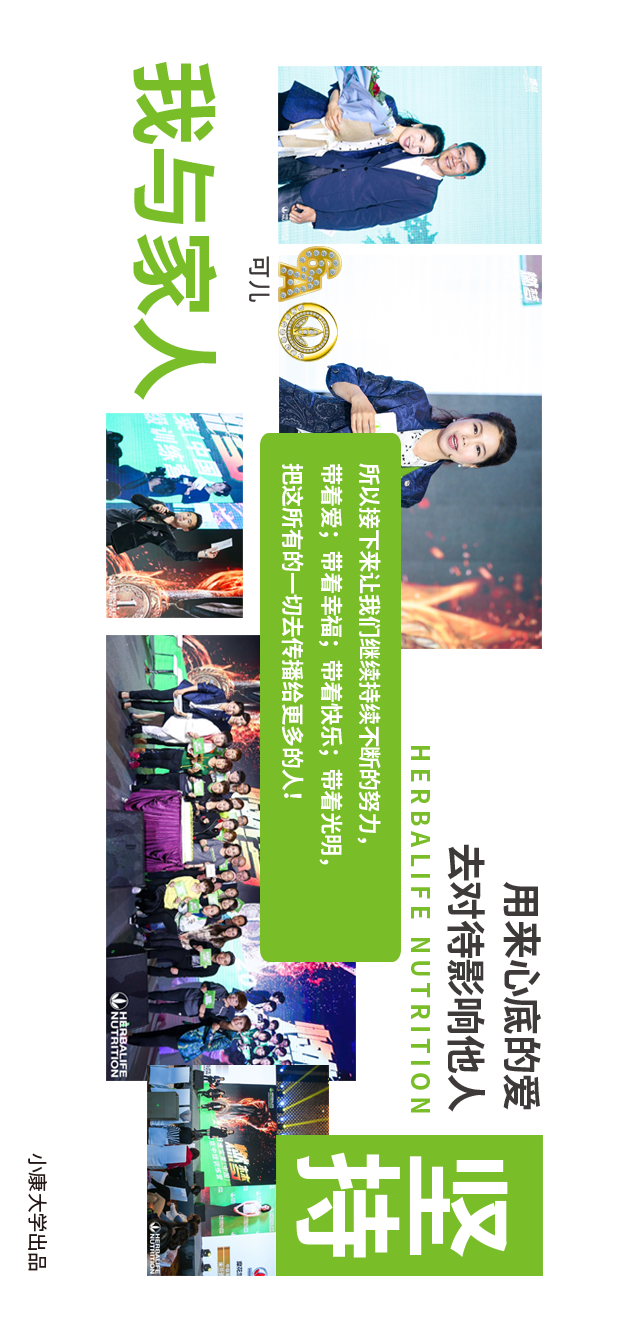 用来心底的爱
去对待影响他人
HERBALIFE NUTRITION
坚持
我与家人
可儿
所以接下来让我们继续持续不断的努力，
带着爱；带着幸福；带着快乐；带着光明，
把这所有的一切去传播给更多的人！
HERBALIFE
NUTRITION
HERBALIFE
NUTRITION
小康大学出品